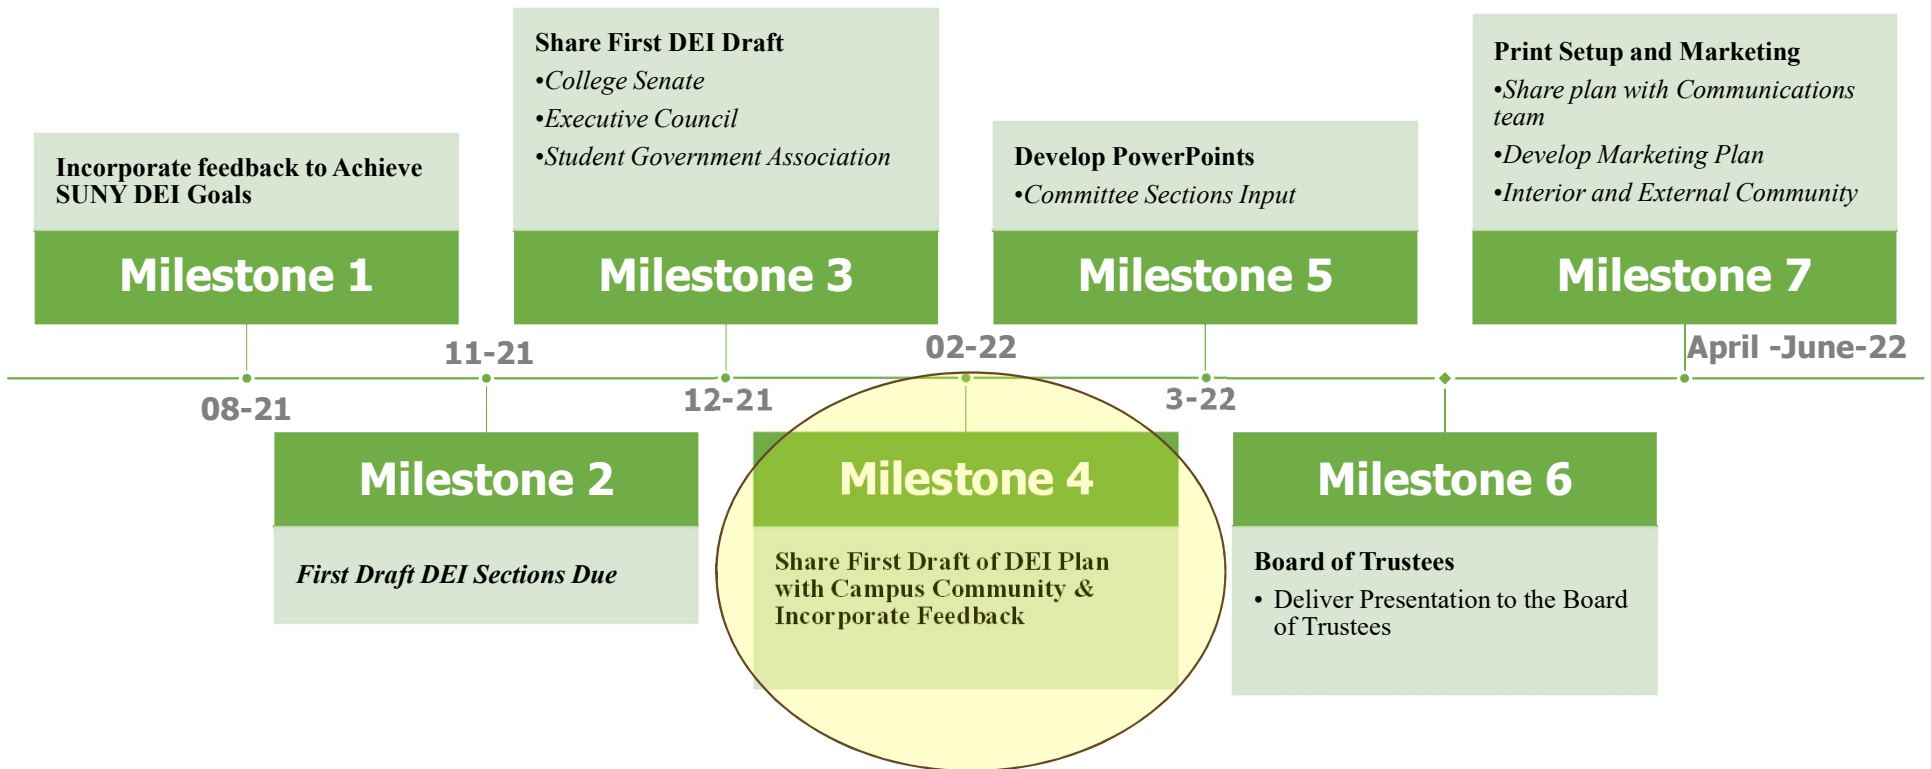 Incorporate feedback to Achieve
SUNY DEI Goals
Milestone 1
08-21
11-21
Milestone 2
First Draft DEI Sections Due
Share First DEI Draft
•College Senate
•Executive Council
•Student Government Association
Milestone 3
12-21
02-22
Milestone 4
Share First Draft of DEI Plan
with Campus Community &
Incorporate Feedback
Develop PowerPoints
•Committee Sections Input
Milestone 5
3-22
Milestone 6
Board of Trustees
• Deliver Presentation to the Board
of Trustees
Print Setup and Marketing
•Share plan with Communications
team
•Develop Marketing Plan
•Interior and External Community
Milestone 7
April -June-22